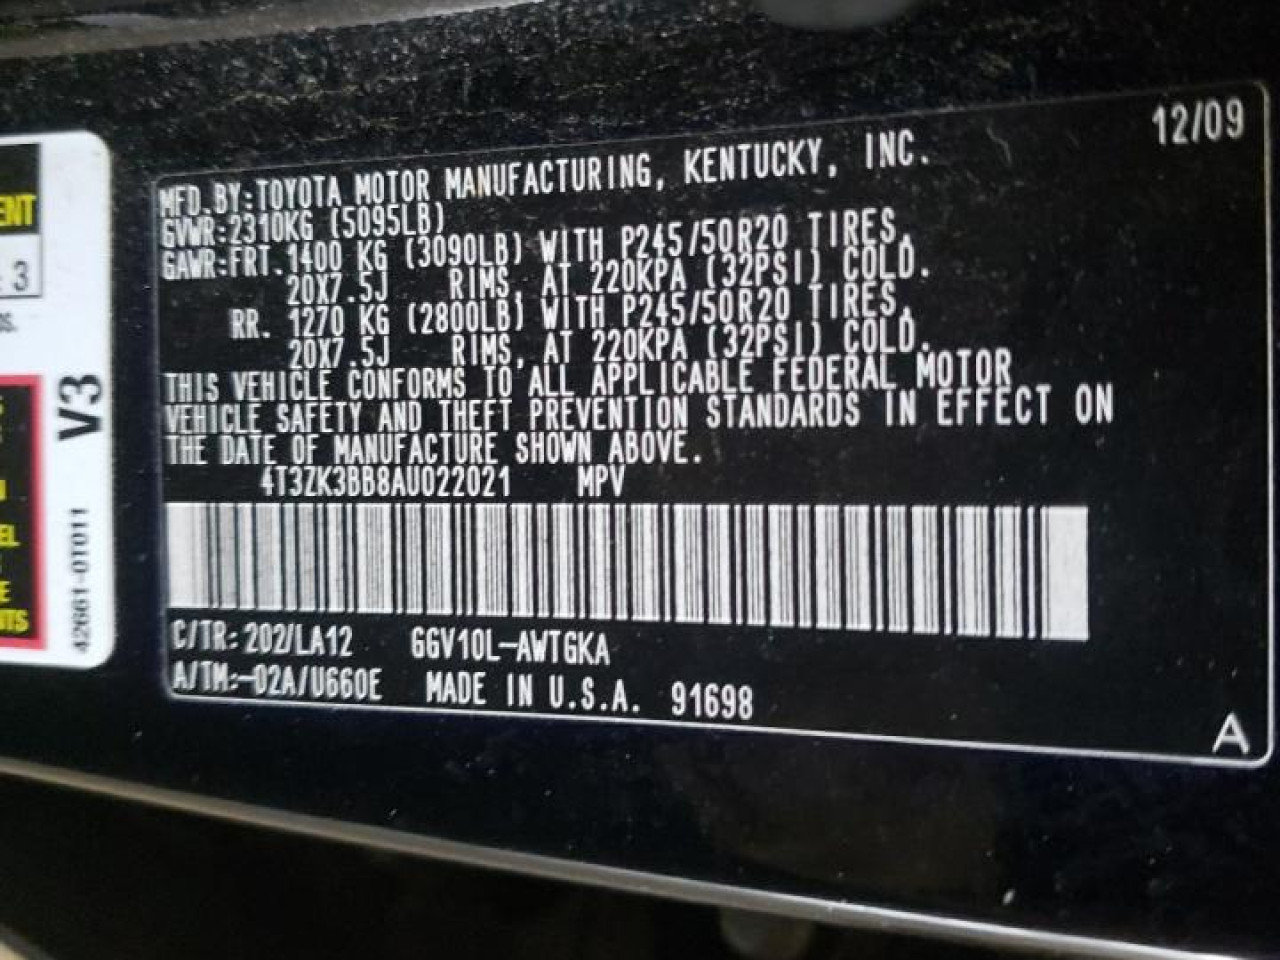 12/09
MFD.BY:TOYOTA MOTOR MANUFACTURING, KENTUCKY, INC.
GVWR:2310KG (5095LB)
GAWR:FRT.1400 KG (3090LB) WITH P245/50R20 TIRES,
20X7.5J RIMS, AT 220KPA (32PSI) COLD.
RR. 1270 KG (2800LB) WITH P245/50R20 TIRES,
20X7.5J RIMS, AT 220KPA (32PSI) COLD.
THIS VEHICLE CONFORMS TO ALL APPLICABLE FEDERAL MOTOR
VEHICLE SAFETY AND THEFT PREVENTION STANDARDS IN EFFECT ON
THE DATE OF MANUFACTURE SHOWN ABOVE.
4T3ZK3BB8AU022021 MPV
C/TR: 202/LA12 GGV10L-AWTGKA
A/TM:-02A/U660E MADE IN U.S.A. 91698
A
ENT
3
V3
42661-0T011
EL
E
NTS